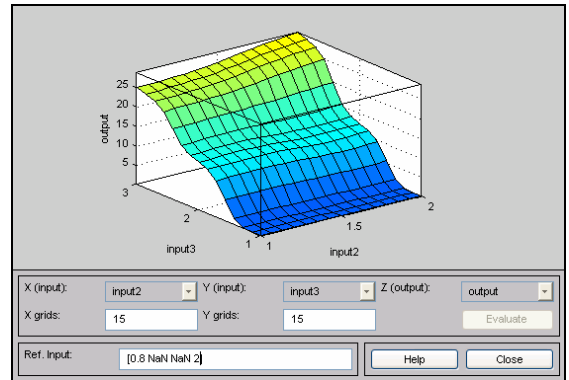 25
20
15
10
5
output
3
2
1
input3
1
1.5
2
input2
X (input): input2 Y (input): input3 Z (output): output
X grids: 15 Y grids: 15 Evaluate
Ref. Input: [0.8 NaN NaN 2] Help Close